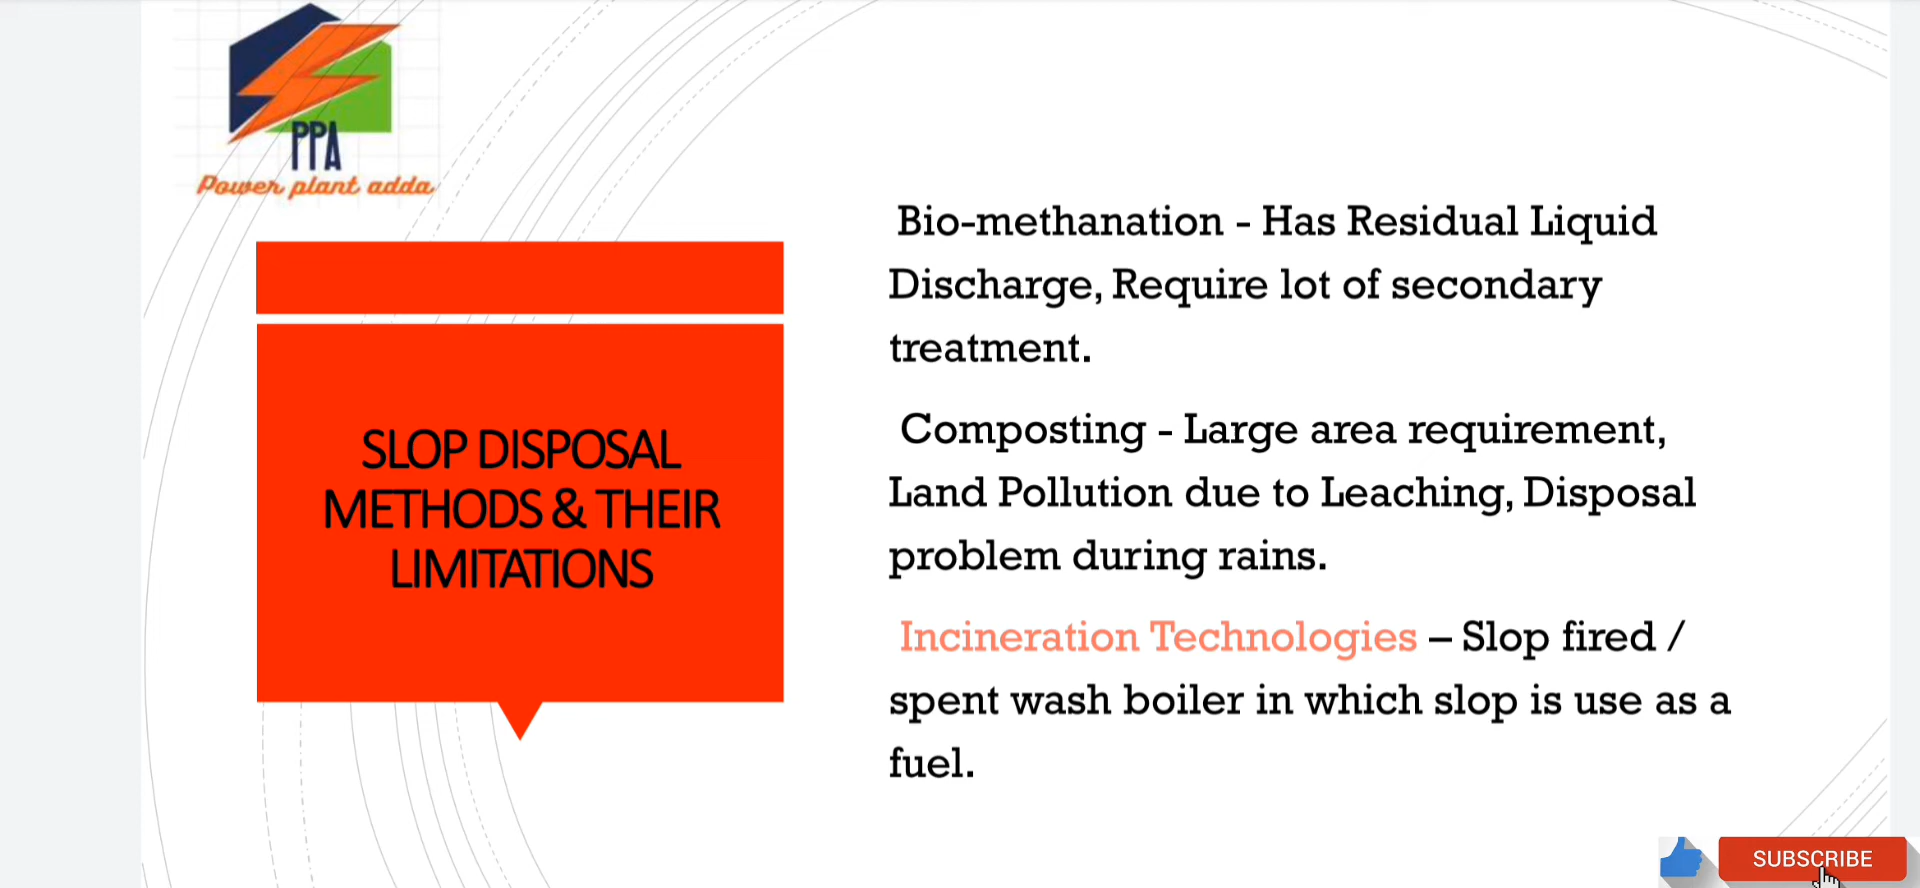 PPA
Power plant adda
SLOP DISPOSAL
METHODS & THEIR
LIMITATIONS
Bio-methanation - Has Residual Liquid
Discharge, Require lot of secondary
treatment.
Composting - Large area requirement,
Land Pollution due to Leaching, Disposal
problem during rains.
Incineration Technologies – Slop fired /
spent wash boiler in which slop is use as a
fuel.
SUBSCRIBE